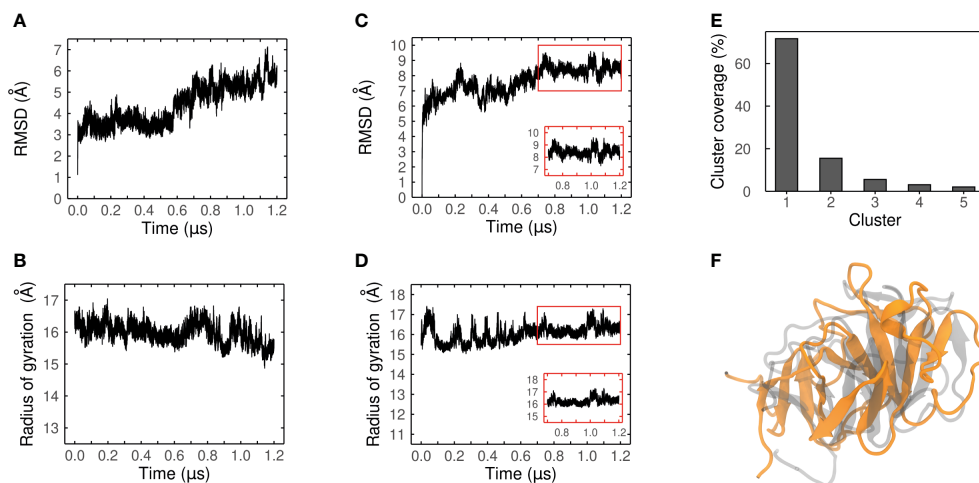 A
RMSD (Å)
7
6
5
4
3
2
1
0
0.0 0.2 0.4 0.6 0.8 1.0 1.2
Time (µs)
B
Radius of gyration (Å)
17
16
15
14
13
0.0 0.2 0.4 0.6 0.8 1.0 1.2
Time (µs)
C
RMSD (Å)
10
9
8
7
6
5
4
3
2
1
0
10
9
8
7
0.8 1.0 1.2
0.0 0.2 0.4 0.6 0.8 1.0 1.2
Time (µs)
D
Radius of gyration (Å)
18
17
16
15
14
13
12
11
18
17
16
15
0.8 1.0 1.2
0.0 0.2 0.4 0.6 0.8 1.0 1.2
Time (µs)
E
Cluster coverage (%)
60
40
20
0
1 2 3 4 5
Cluster
F